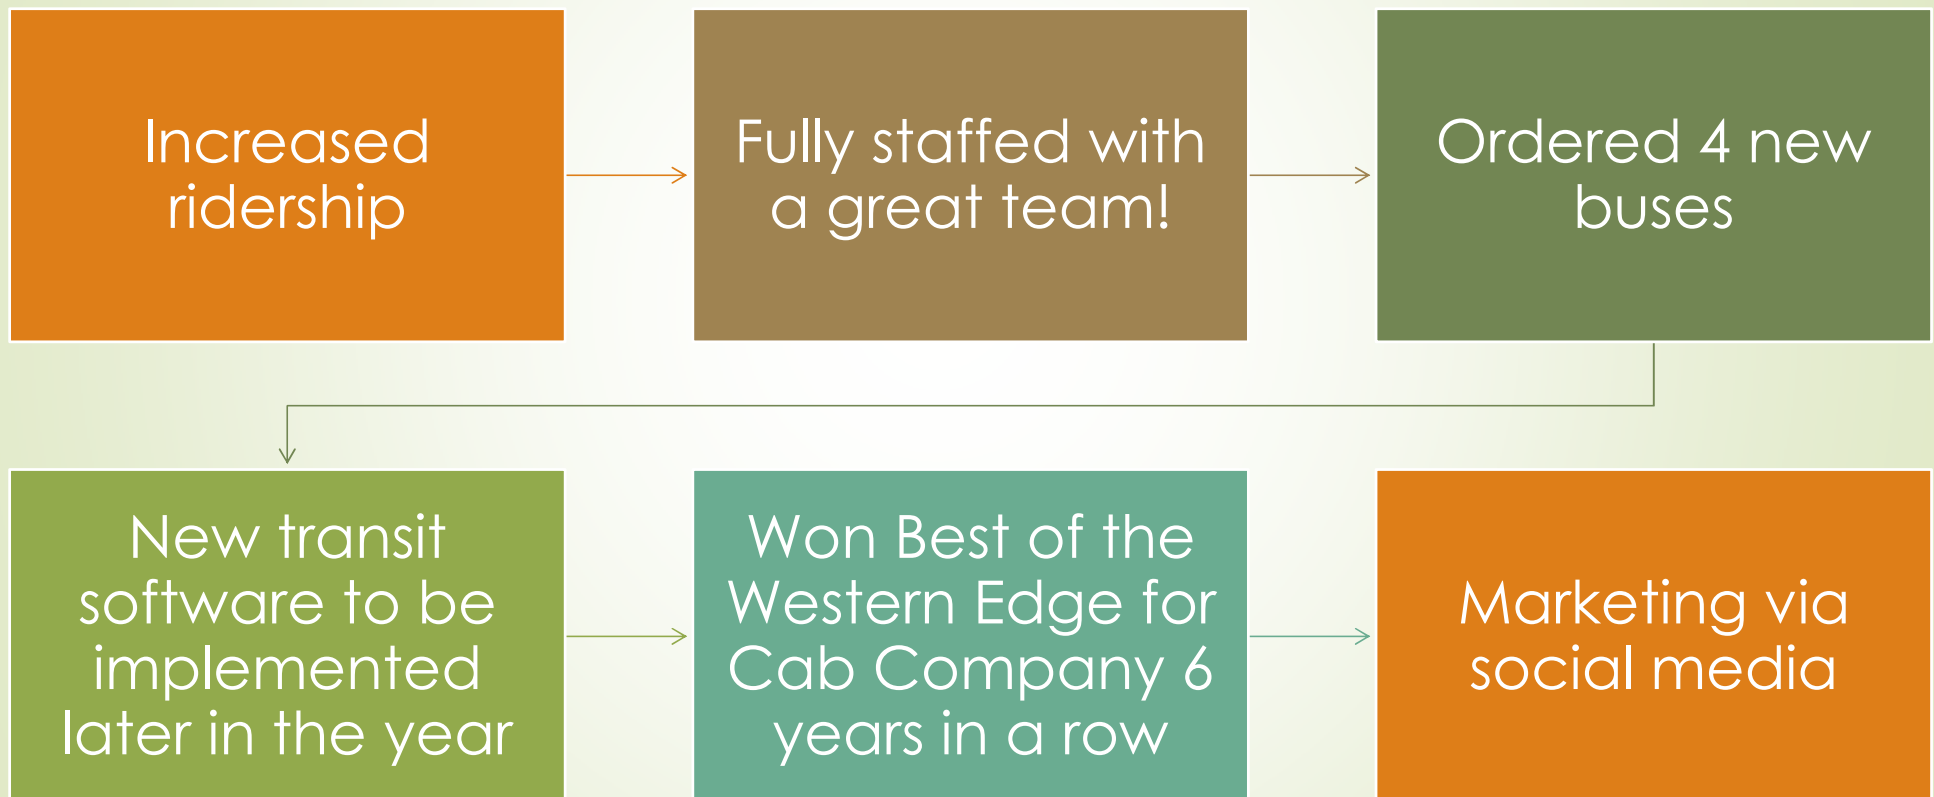 Increased
ridership
Fully staffed with
a great team!
Ordered 4 new
buses
New transit
software to be
implemented
later in the year
Won Best of the
Western Edge for
Cab Company 6
years in a row
Marketing via
social media